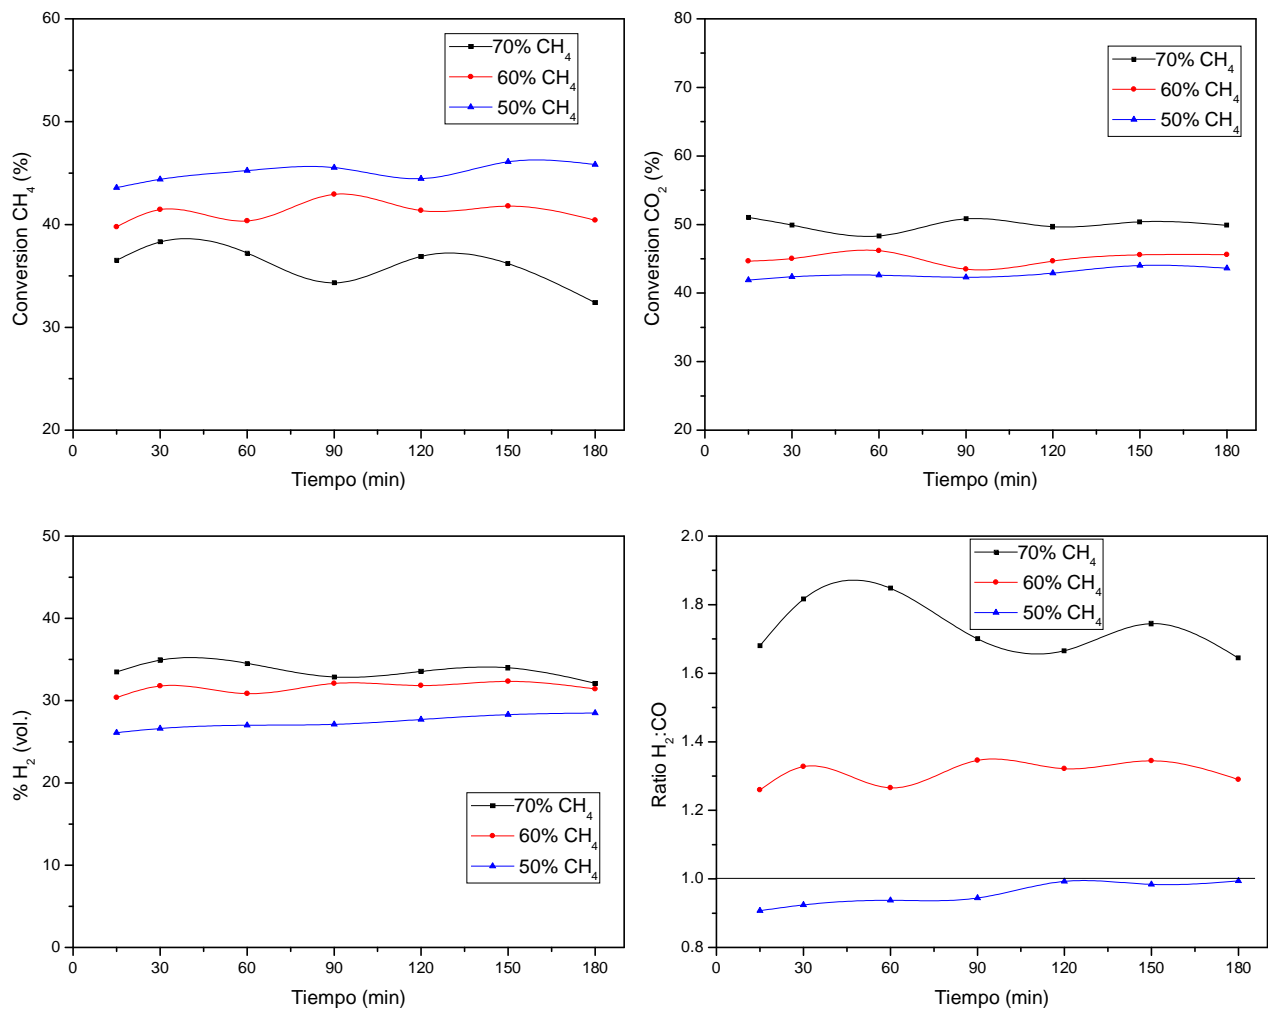 60
50
40
30
20
0 30 60 90 120 150 180
Conversion CH₄ (%)
Tiempo (min)
70% CH₄
60% CH₄
50% CH₄
80
70
60
50
40
30
20
0 30 60 90 120 150 180
Conversion CO₂ (%)
Tiempo (min)
70% CH₄
60% CH₄
50% CH₄
50
40
30
20
10
0
0 30 60 90 120 150 180
% H₂ (vol.)
Tiempo (min)
70% CH₄
60% CH₄
50% CH₄
2.0
1.8
1.6
1.4
1.2
1.0
0.8
0 30 60 90 120 150 180
Ratio H₂:CO
Tiempo (min)
70% CH₄
60% CH₄
50% CH₄